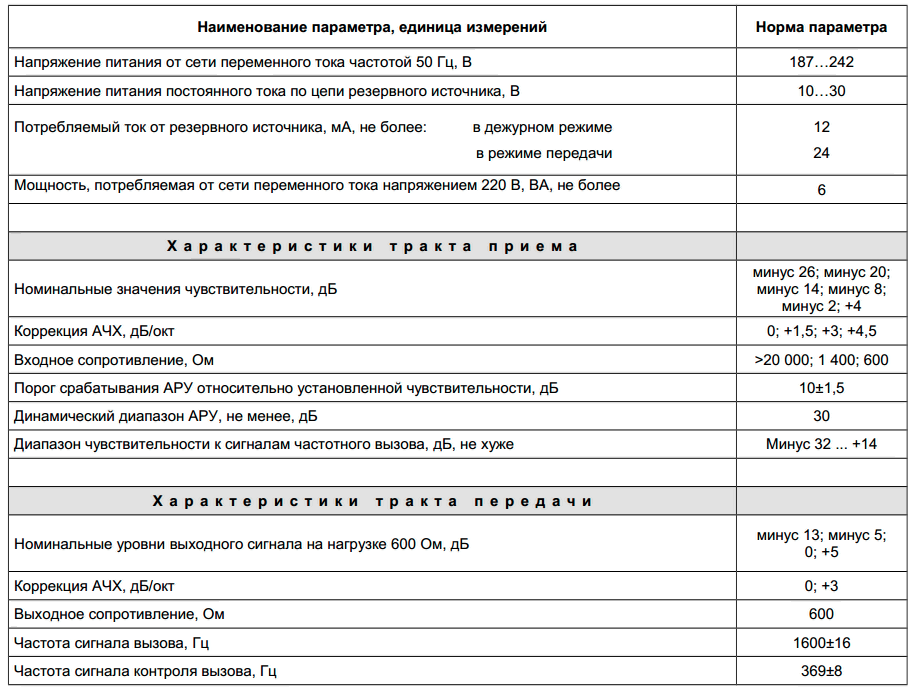 Наименование параметра, единица измерений Норма параметра
Напряжение питания от сети переменного тока частотой 50 Гц, В 187…242
Напряжение питания постоянного тока по цепи резервного источника, В 10…30
Потребляемый ток от резервного источника, мА, не более: в дежурном режиме 12
в режиме передачи 24
Мощность, потребляемая от сети переменного тока напряжением 220 В, ВА, не более 6
Характеристики тракта приема
Номинальные значения чувствительности, дБ минус 26; минус 20;
минус 14; минус 8;
минус 2; +4
Коррекция АЧХ, дБ/окт 0; +1,5; +3; +4,5
Входное сопротивление, Ом >20 000; 1 400; 600
Порог срабатывания АРУ относительно установленной чувствительности, дБ 10±1,5
Динамический диапазон АРУ, не менее, дБ 30
Диапазон чувствительности к сигналам частотного вызова, дБ, не хуже Минус 32 ... +14
Характеристики тракта передачи
Номинальные уровни выходного сигнала на нагрузке 600 Ом, дБ минус 13; минус 5;
0; +5
Коррекция АЧХ, дБ/окт 0; +3
Выходное сопротивление, Ом 600
Частота сигнала вызова, Гц 1600±16
Частота сигнала контроля вызова, Гц 369±8